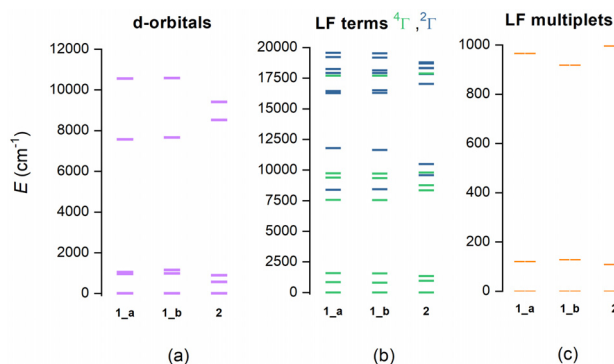 d-orbitals
LF terms ⁴Γ , ²Γ
LF multiplets
E (cm⁻¹)
12000
10000
8000
6000
4000
2000
0
20000
17500
15000
12500
10000
7500
5000
2500
0
1000
800
600
400
200
0
1_a 1_b 2
1_a 1_b 2
1_a 1_b 2
(a) (b) (c)